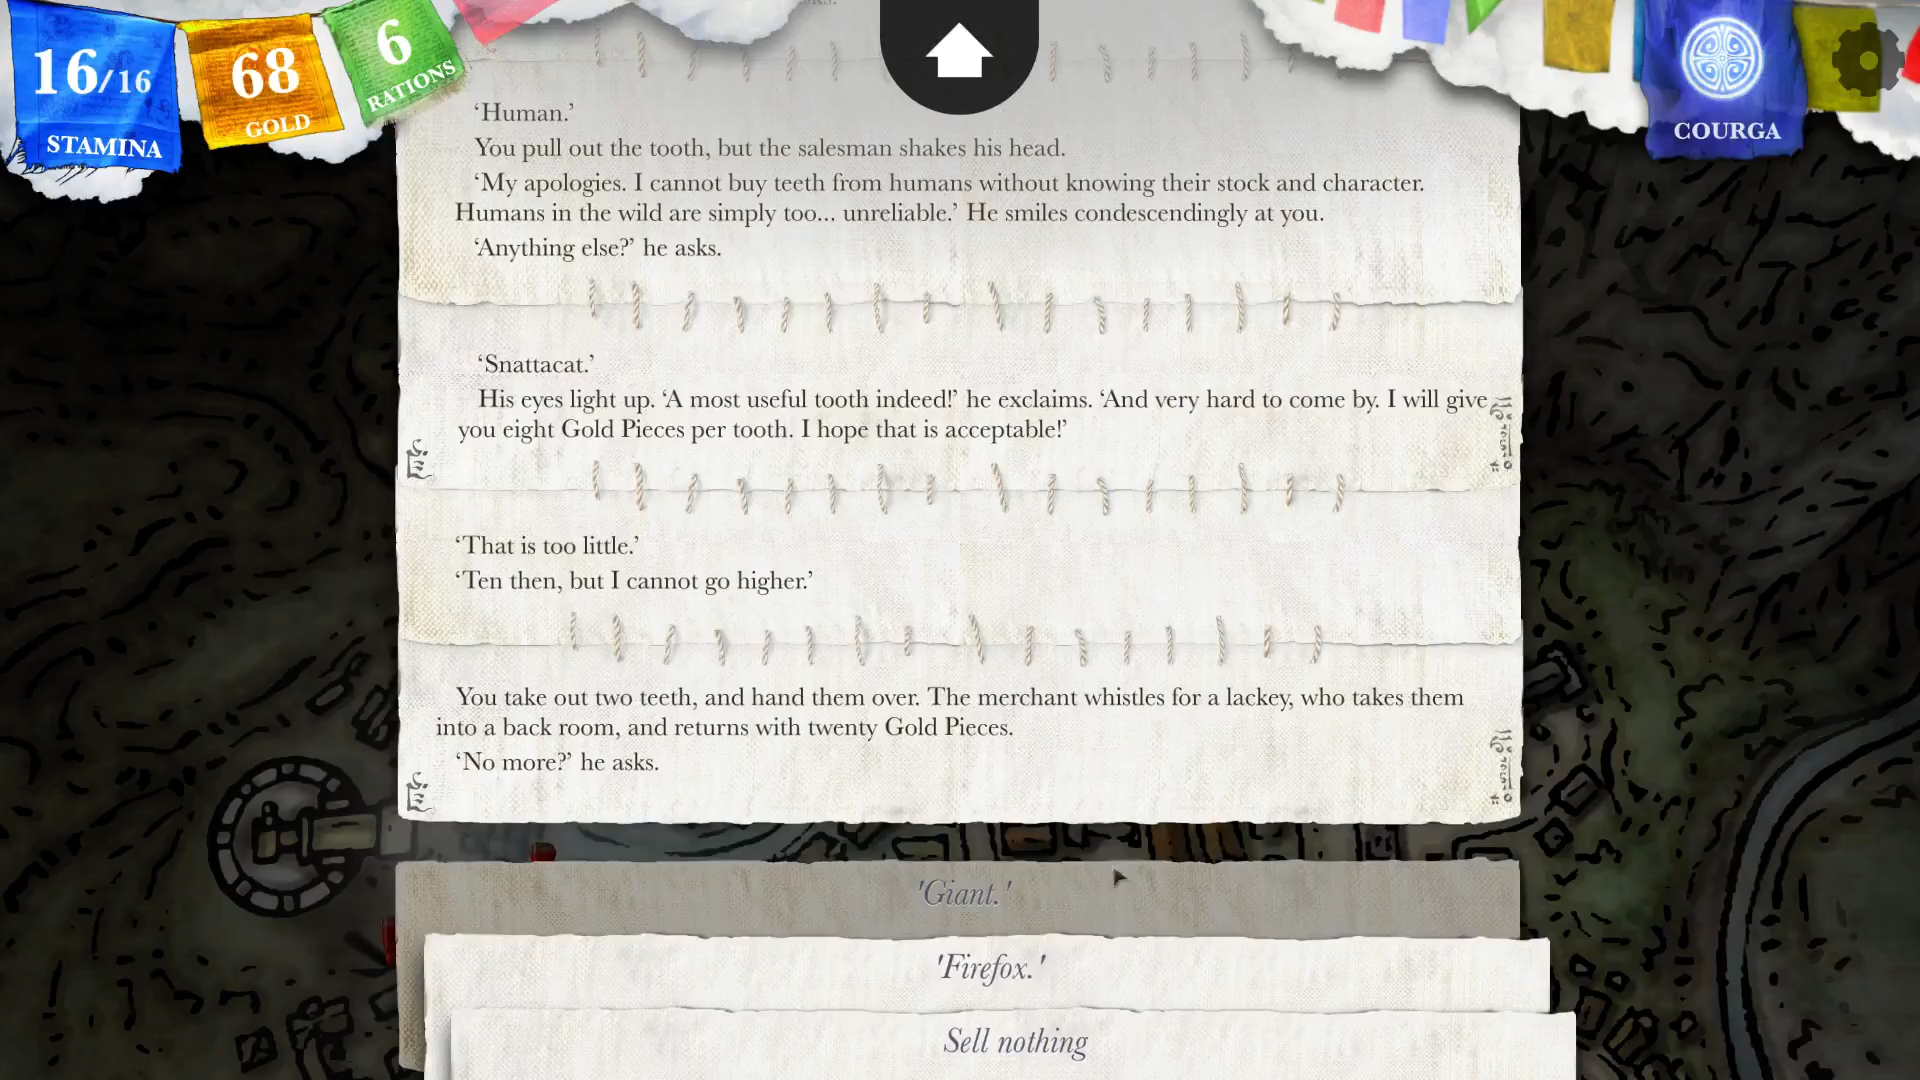 16/16
STAMINA
68
GOLD
6
RATIONS
COURGA
‘Human.’
You pull out the tooth, but the salesman shakes his head.
‘My apologies. I cannot buy teeth from humans without knowing their stock and character.
Humans in the wild are simply too... unreliable.’ He smiles condescendingly at you.
‘Anything else?’ he asks.
‘Snattacat.’
His eyes light up. ‘A most useful tooth indeed!’ he exclaims. ‘And very hard to come by. I will give
you eight Gold Pieces per tooth. I hope that is acceptable!’
‘That is too little.’
‘Ten then, but I cannot go higher.’
You take out two teeth, and hand them over. The merchant whistles for a lackey, who takes them
into a back room, and returns with twenty Gold Pieces.
‘No more?’ he asks.
'Giant.'
'Firefox.'
Sell nothing